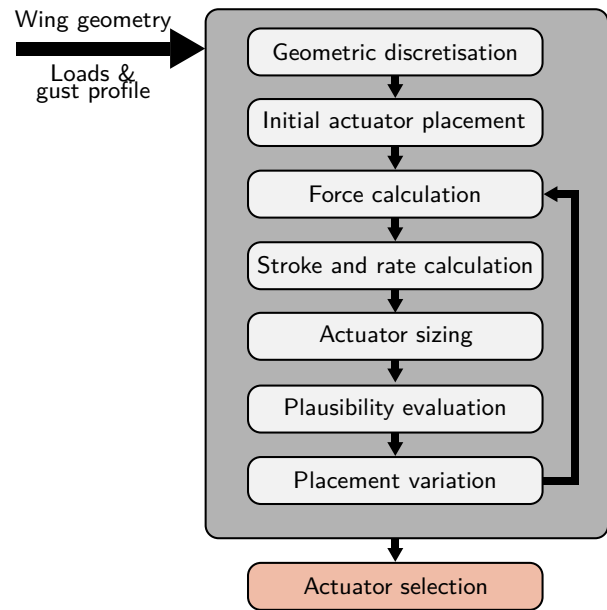 Wing geometry
Loads &
gust profile
Geometric discretisation
Initial actuator placement
Force calculation
Stroke and rate calculation
Actuator sizing
Plausibility evaluation
Placement variation
Actuator selection